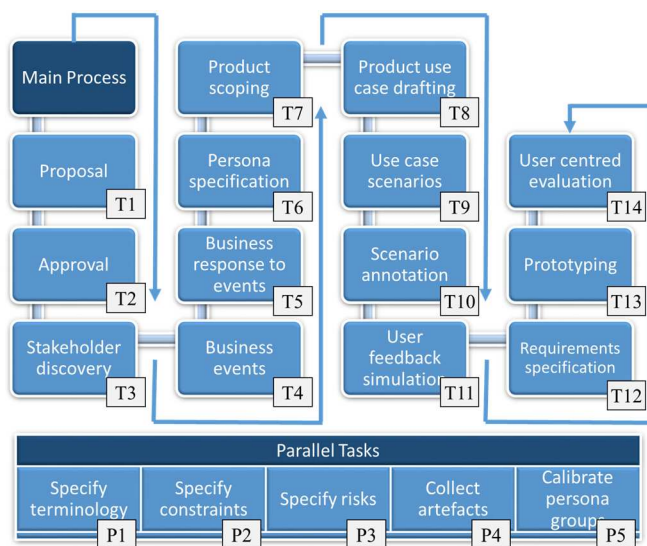 Main Process
Proposal
T1
Approval
T2
Stakeholder
discovery
T3
Business
events
T4
Business
response to
events
T5
Persona
specification
T6
Product
scoping
T7
Product use
case drafting
T8
Use case
scenarios
T9
Scenario
annotation
T10
User
feedback
simulation
T11
Requirements
specification
T12
Prototyping
T13
User centred
evaluation
T14
Parallel Tasks
Specify
terminology
P1
Specify
constraints
P2
Specify risks
P3
Collect
artefacts
P4
Calibrate
persona
groups
P5